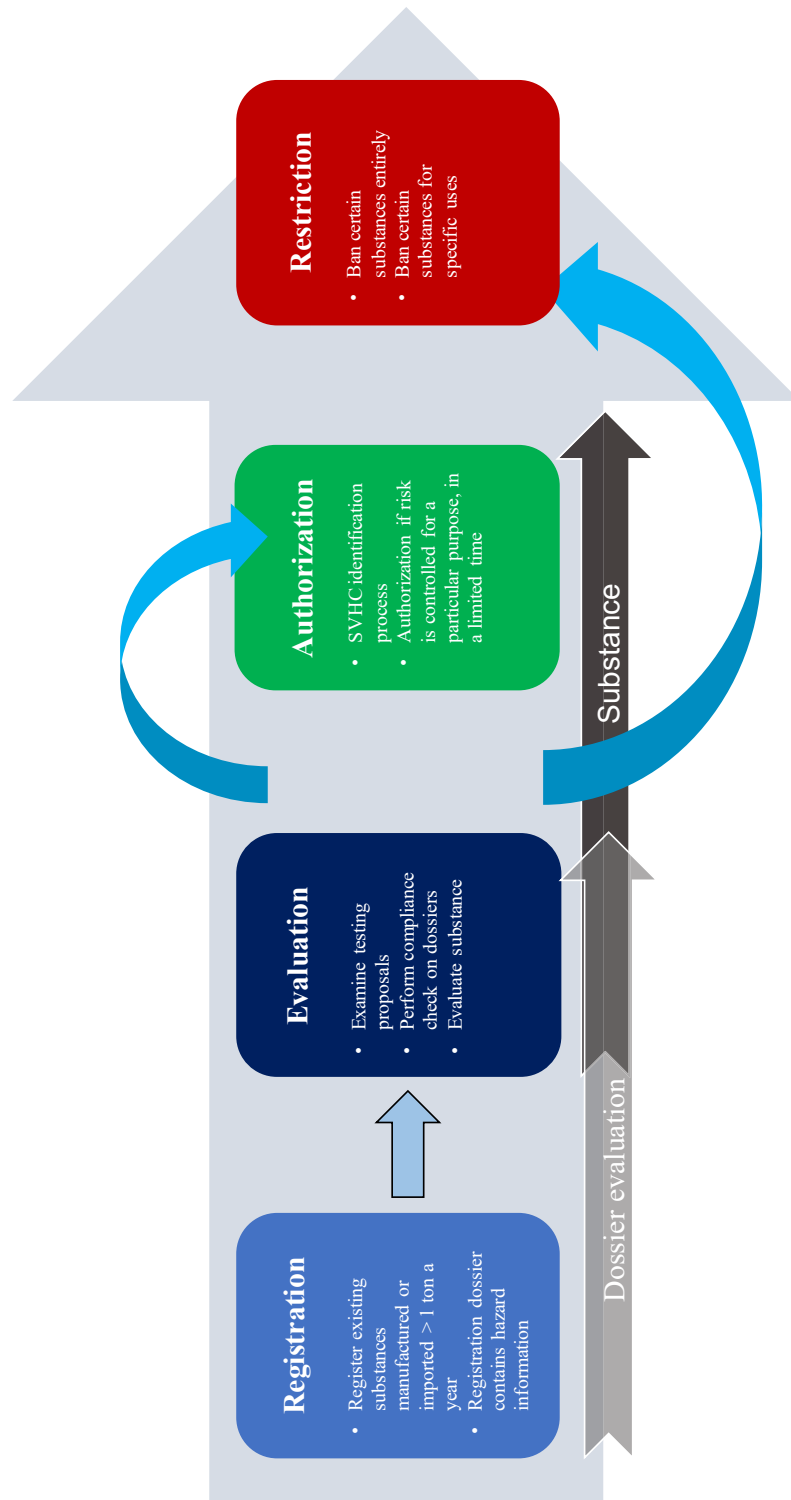 Registration
• Register existing
substances
manufactured or
imported > 1 ton a
year
• Registration dossier
contains hazard
information
Evaluation
• Examine testing
proposals
• Perform compliance
check on dossiers
• Evaluate substance
Authorization
• SVHC identification
process
• Authorization if risk
is controlled for a
particular purpose, in
a limited time
Restriction
• Ban certain
substances entirely
• Ban certain
substances for
specific uses
Dossier evaluation
Substance